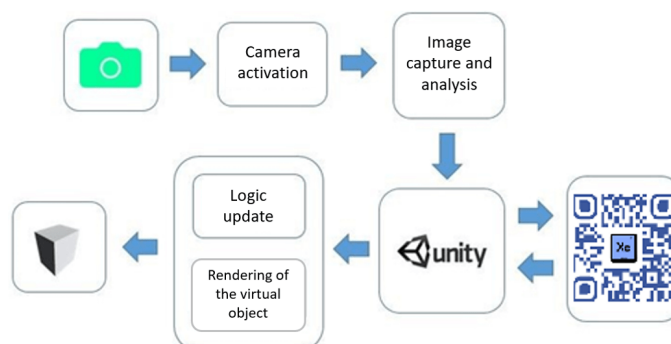 Camera
activation
Image
capture and
analysis
Logic
update
Rendering of
the virtual
object
unity
Xe